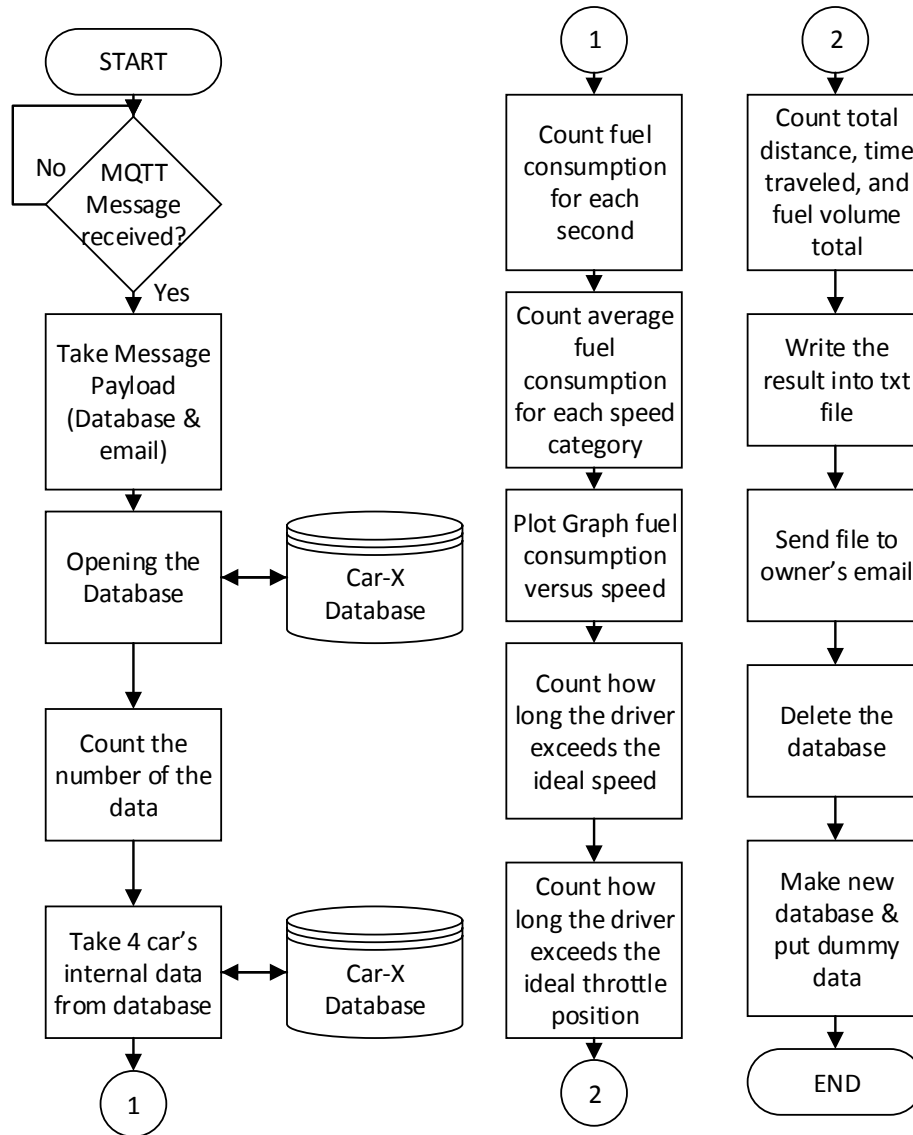 START
No
MQTT
Message
received?
Yes
Take Message
Payload
(Database &
email)
Opening the
Database
Car-X
Database
Count the
number of the
data
Take 4 car's
internal data
from database
Car-X
Database
1
1
Count fuel
consumption
for each
second
Count average
fuel
consumption
for each speed
category
Plot Graph fuel
consumption
versus speed
Count how
long the driver
exceeds the
ideal speed
Count how
long the driver
exceeds the
ideal throttle
position
2
2
Count total
distance, time
traveled, and
fuel volume
total
Write the
result into txt
file
Send file to
owner's email
Delete the
database
Make new
database &
put dummy
data
END